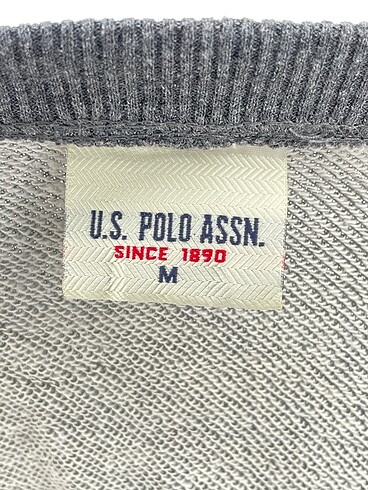 U.S. POLO ASSN.
SINCE 1890
M